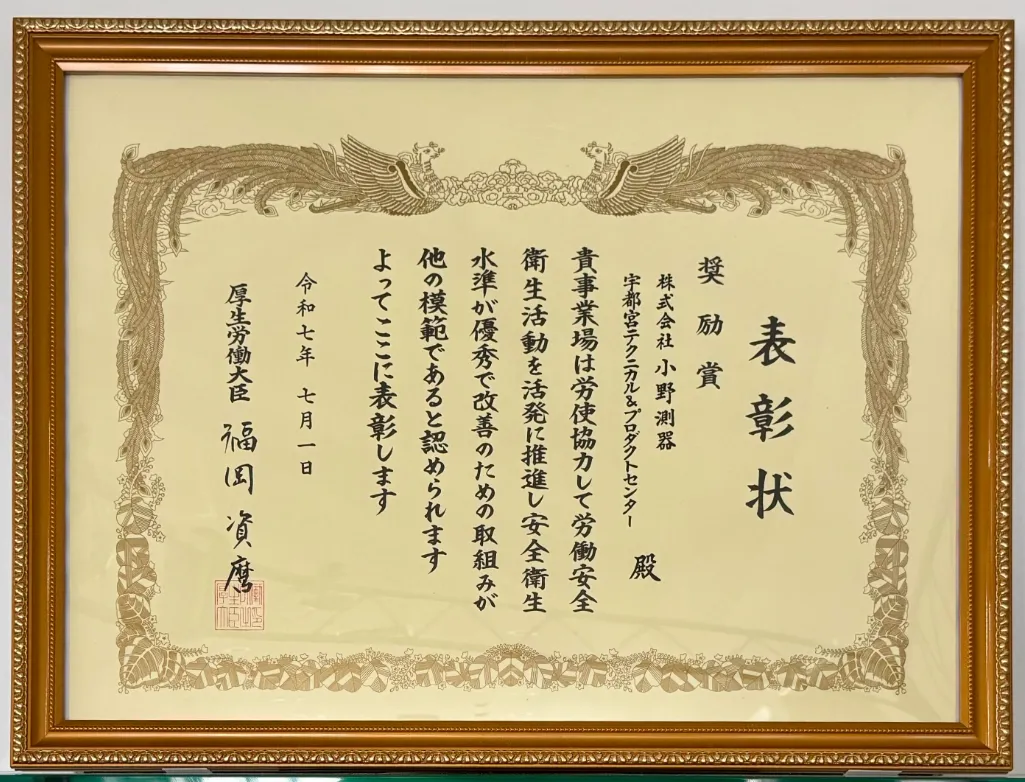 表彰状
奨励賞
株式会社 小野測器
宇都宮テクニカル&プロダクトセンター
殿
貴事業場は労使協力して労働安全
衛生活動を活発に推進し安全衛生
水準が優秀で改善のための取組みが
他の模範であると認められます
よってここに表彰します
令和七年 七月一日
厚生労働大臣 福岡 資麿